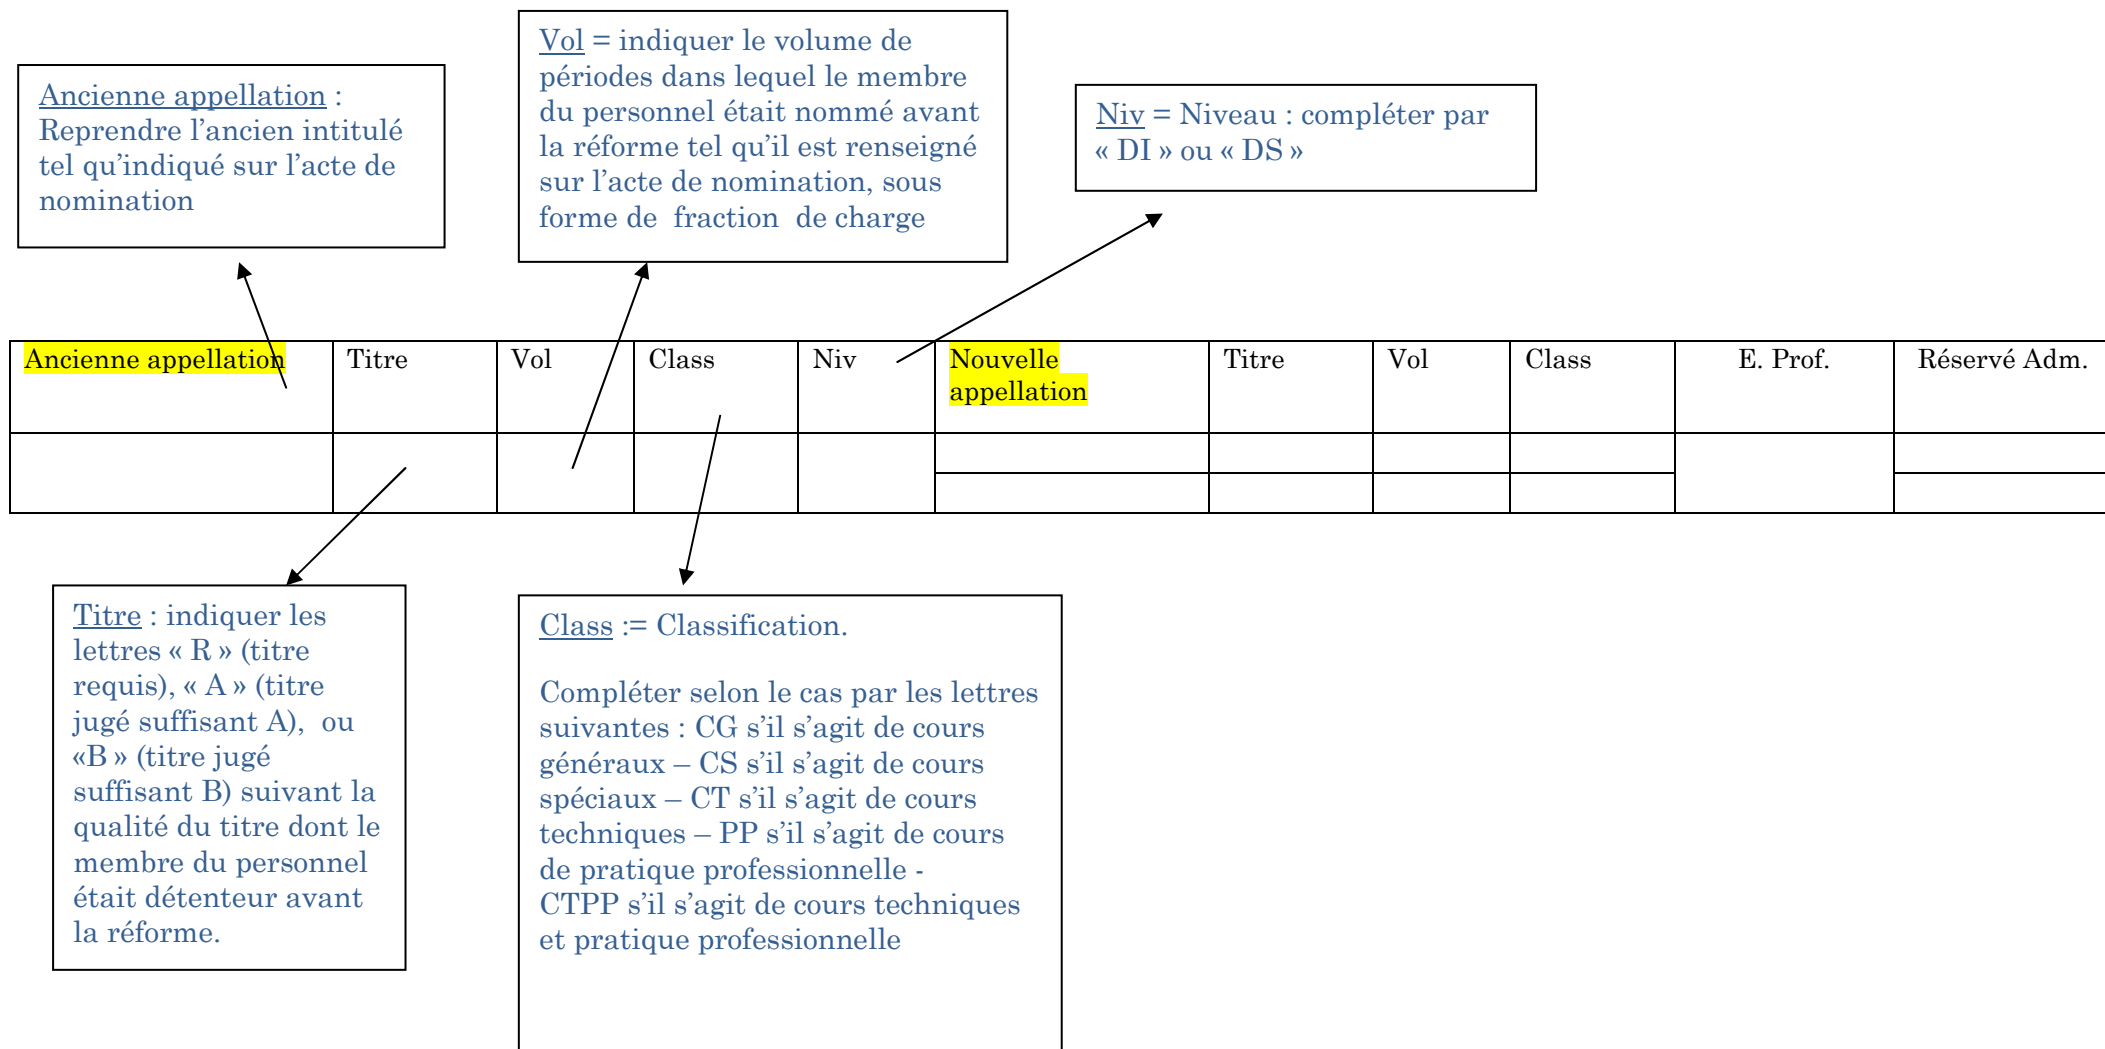 Ancienne appellation :
Reprendre l’ancien intitulé
tel qu’indiqué sur l’acte de
nomination
Vol = indiquer le volume de
périodes dans lequel le membre
du personnel était nommé avant
la réforme tel qu’il est renseigné
sur l’acte de nomination, sous
forme de fraction de charge
Niv = Niveau : compléter par
« DI » ou « DS »
Ancienne appellation Titre Vol Class Niv Nouvelle Titre Vol Class E. Prof. Réservé Adm.
appellation
Titre : indiquer les
lettres « R » (titre
requis), « A » (titre
jugé suffisant A), ou
«B » (titre jugé
suffisant B) suivant la
qualité du titre dont le
membre du personnel
était détenteur avant
la réforme.
Class := Classification.
Compléter selon le cas par les lettres
suivantes : CG s’il s’agit de cours
généraux – CS s’il s’agit de cours
spéciaux – CT s’il s’agit de cours
techniques – PP s’il s’agit de cours
de pratique professionnelle -
CTPP s’il s’agit de cours techniques
et pratique professionnelle